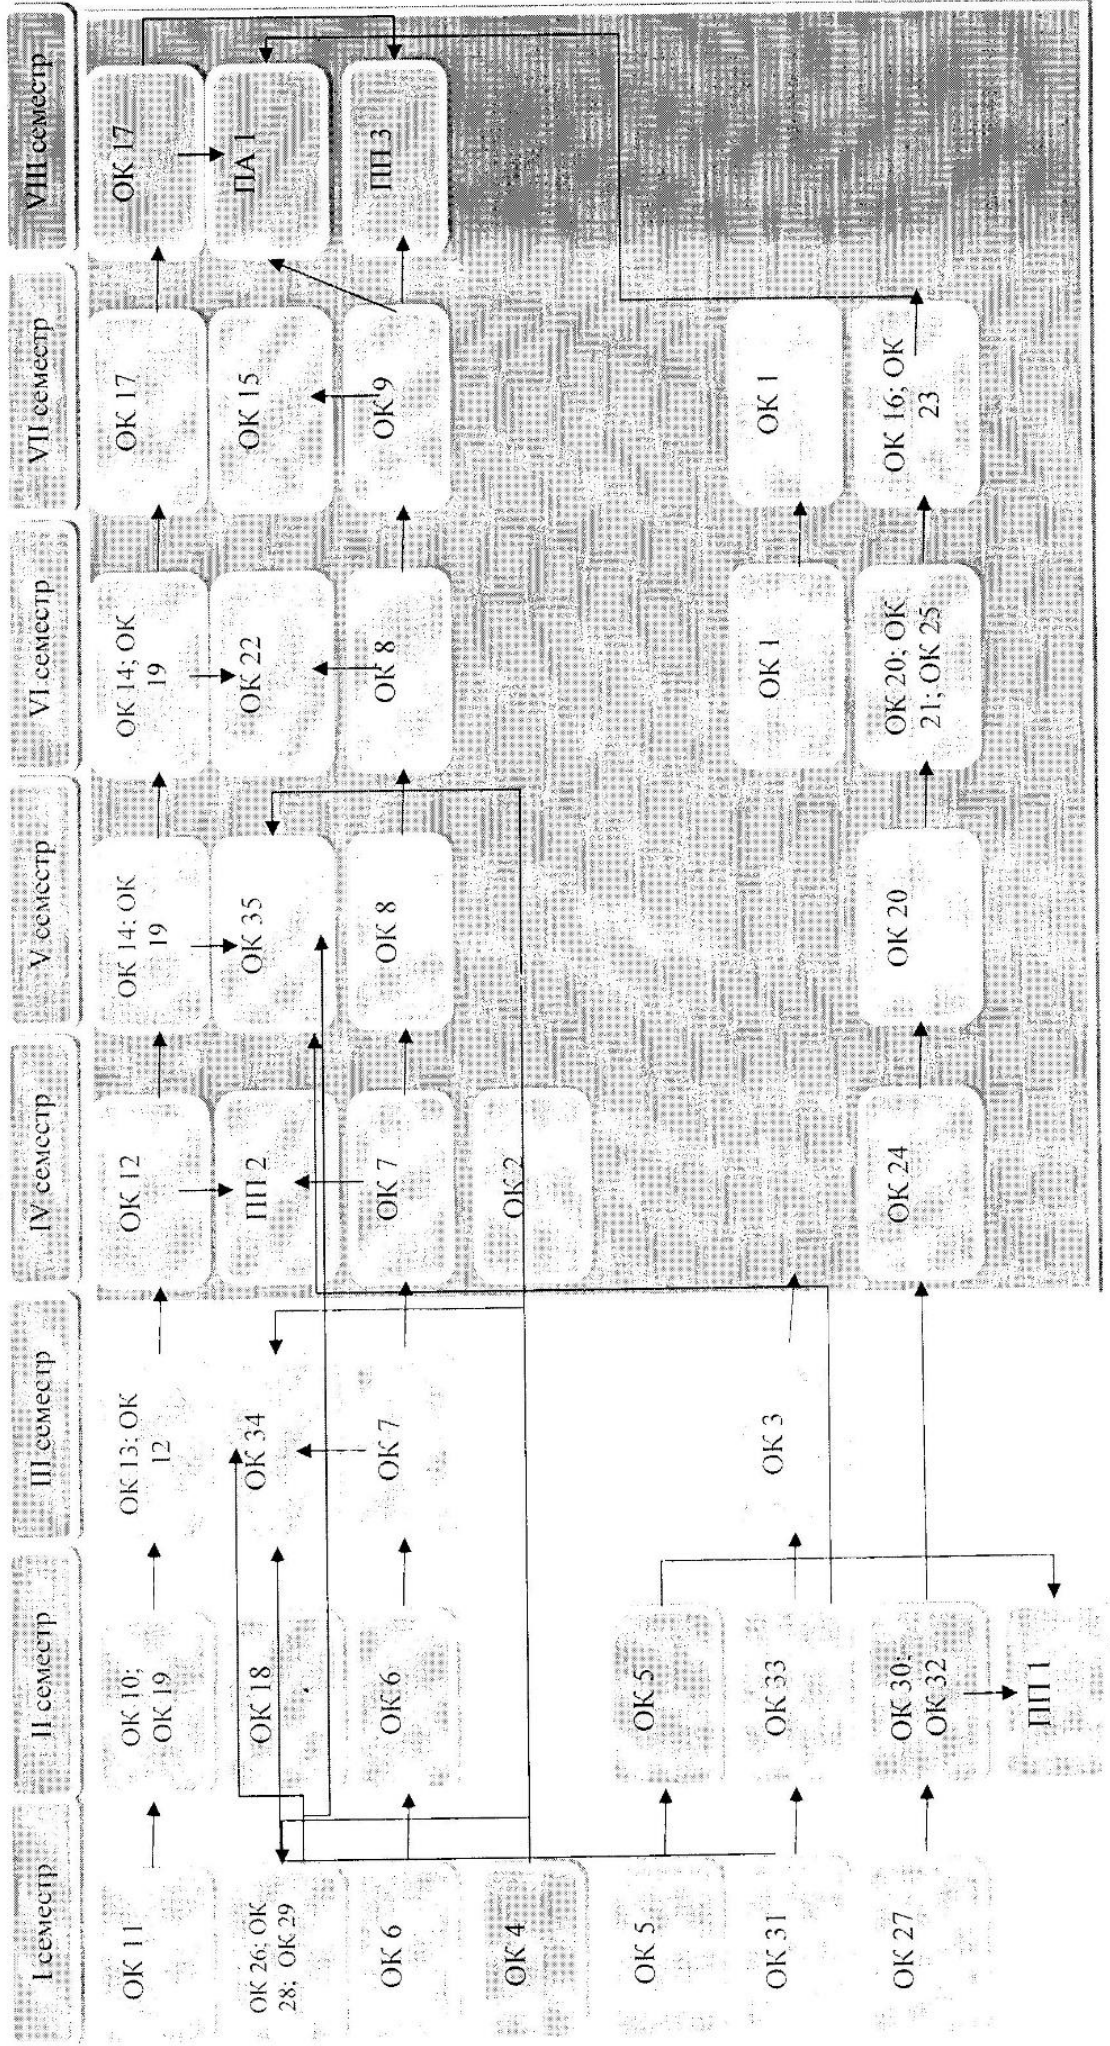 I семестр
II семестр
III семестр
IV семестр
V семестр
VI семестр
VII семестр
VIII семестр
ОК 11
ОК 10;
ОК 19
ОК 13; ОК
12
ОК 12
ОК 14; ОК
19
ОК 14; ОК
19
ОК 17
ОК 17
ОК 26; ОК
28; ОК 29
ОК 18
ОК 34
ПП 2
ОК 35
ОК 22
ОК 15
ПА 1
ОК 6
ОК 6
ОК 7
ОК 7
ОК 8
ОК 8
ОК 9
ПП 3
ОК 4
ОК 2
ОК 5
ОК 5
ОК 31
ОК 33
ОК 3
ОК 1
ОК 1
ОК 27
ОК 30;
ОК 32
ОК 24
ОК 20
ОК 20; ОК
21; ОК 25
ОК 16; ОК
23
ПП 1